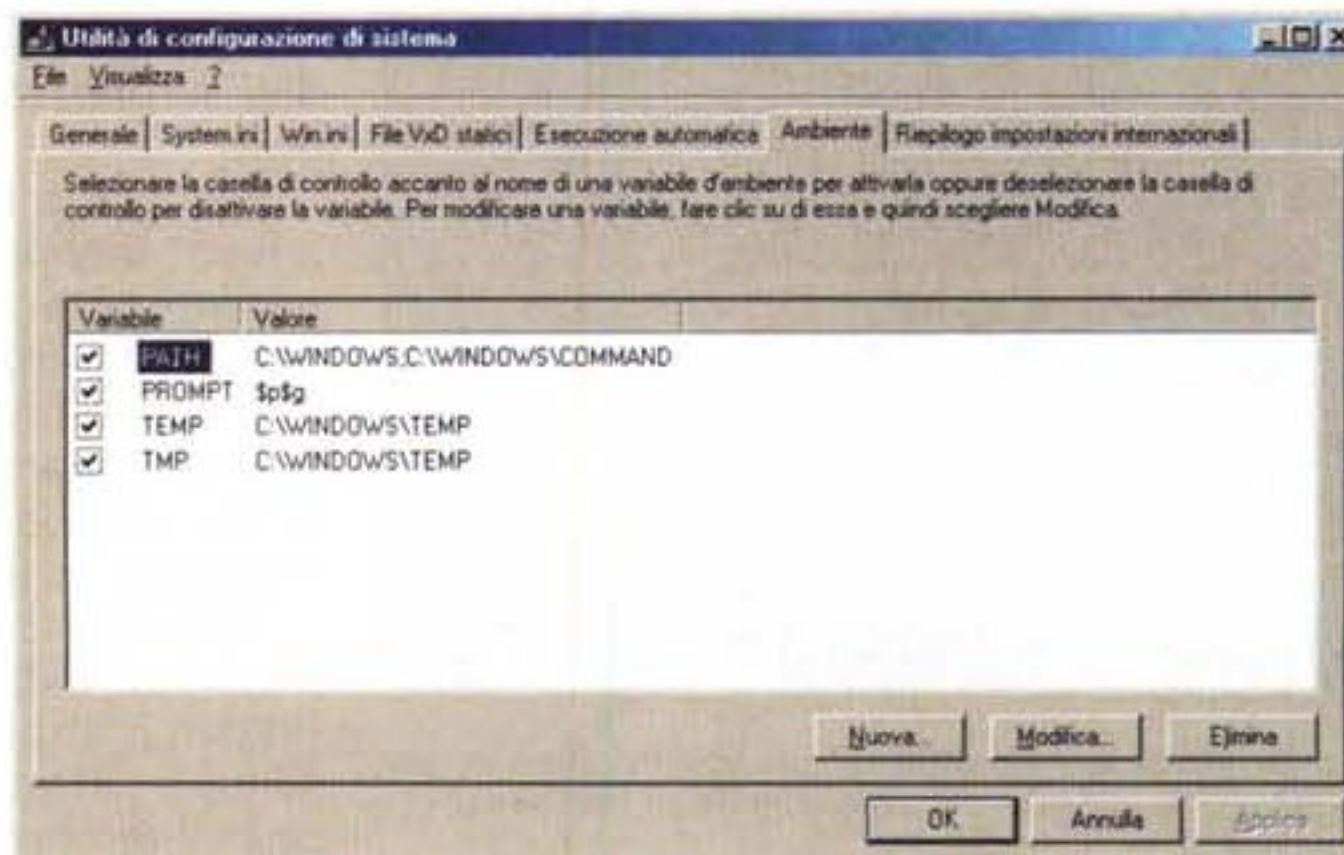 Utilità di configurazione di sistema
File Visualizza ?
Generale System.ini Win.ini File VxD statici Esecuzione automatica Ambiente Riepilogo impostazioni internazionali
Selezionare la casella di controllo accanto al nome di una variabile d'ambiente per attivarla oppure deselezionare la casella di
controllo per disattivare la variabile. Per modificare una variabile, fare clic su di essa e quindi scegliere Modifica.
Variabile Valore
PATH C:\WINDOWS;C:\WINDOWS\COMMAND
PROMPT $p$g
TEMP C:\WINDOWS\TEMP
TMP C:\WINDOWS\TEMP
Nuova... Modifica... Elimina
OK Annulla Applica